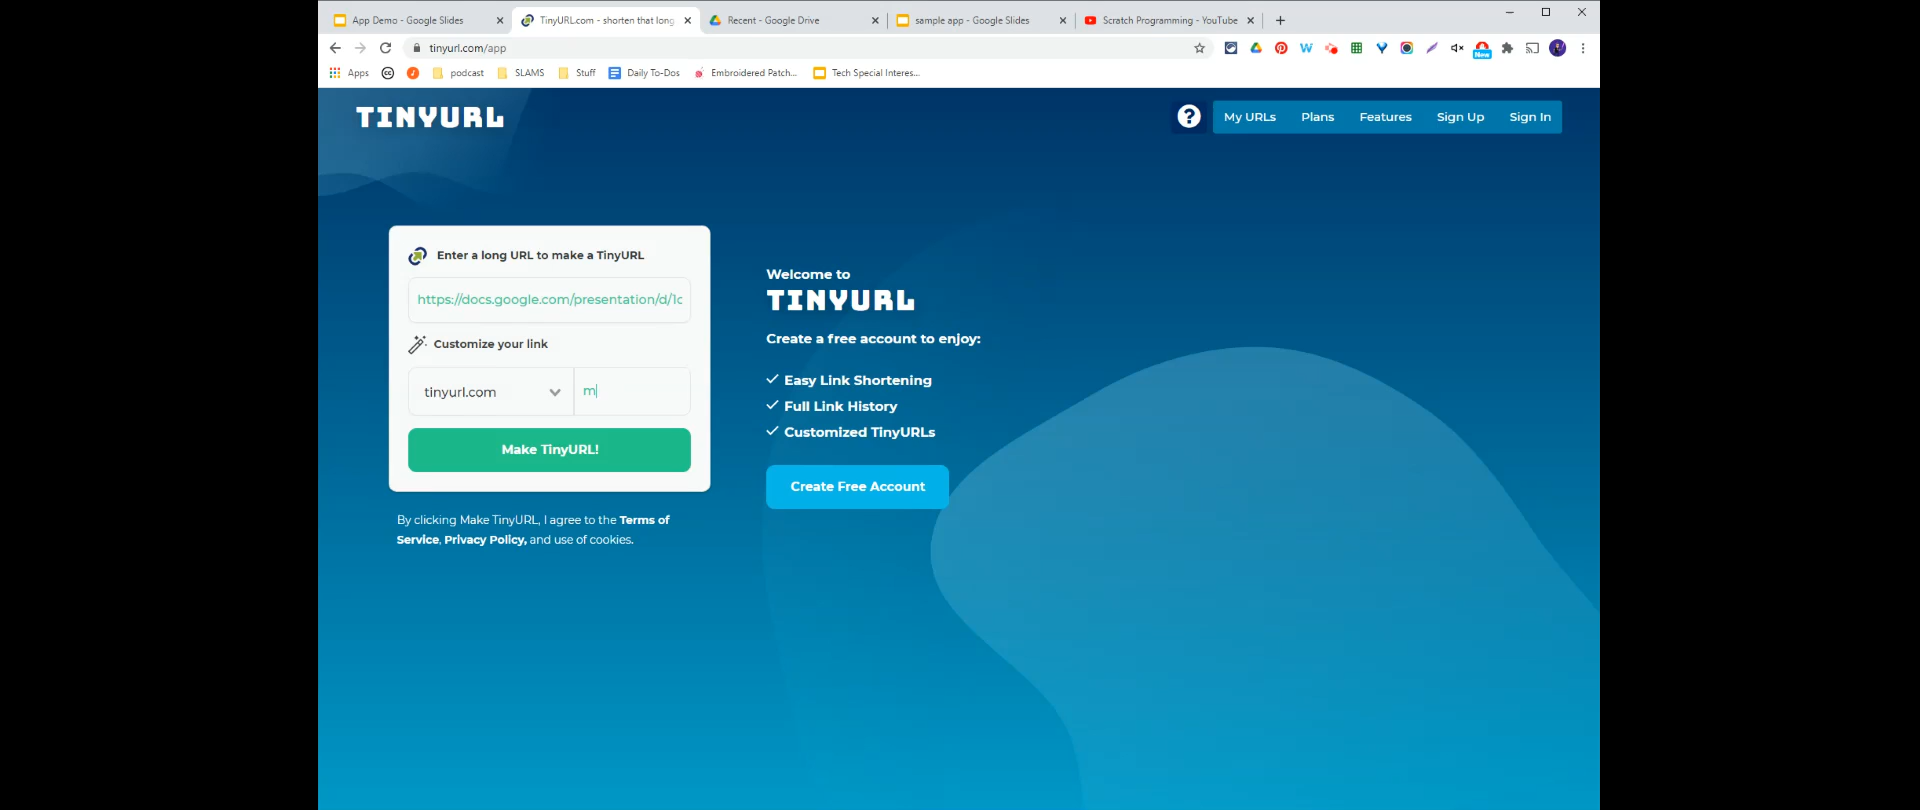 App Demo - Google Slides
TinyURL.com - shorten that long
Recent - Google Drive
sample app - Google Slides
Scratch Programming - YouTube
tinyurl.com/app
New
Apps
podcast
SLAMS
Stuff
Daily To-Dos
Embroidered Patch...
Tech Special Interes...
TINYURL
My URLs
Plans
Features
Sign Up
Sign In
Enter a long URL to make a TinyURL
https://docs.google.com/presentation/d/1c
Customize your link
tinyurl.com
m
Make TinyURL!
By clicking Make TinyURL, I agree to the Terms of
Service, Privacy Policy, and use of cookies.
Welcome to
TINYURL
Create a free account to enjoy:
Easy Link Shortening
Full Link History
Customized TinyURLs
Create Free Account